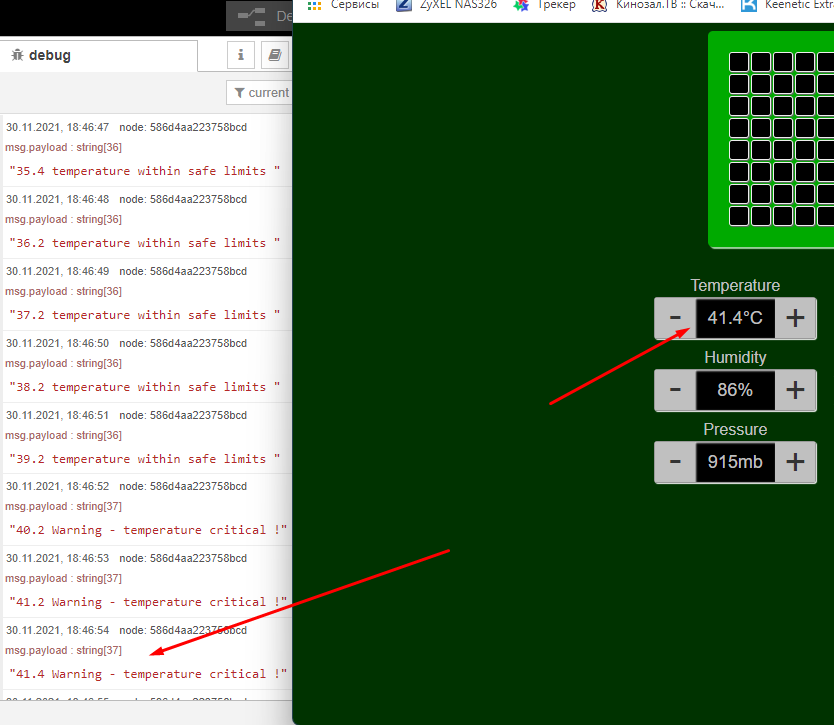 De
debug
i
current
30.11.2021, 18:46:47 node: 586d4aa223758bcd
msg.payload : string[36]
"35.4 temperature within safe limits "
30.11.2021, 18:46:48 node: 586d4aa223758bcd
msg.payload : string[36]
"36.2 temperature within safe limits "
30.11.2021, 18:46:49 node: 586d4aa223758bcd
msg.payload : string[36]
"37.2 temperature within safe limits "
30.11.2021, 18:46:50 node: 586d4aa223758bcd
msg.payload : string[36]
"38.2 temperature within safe limits "
30.11.2021, 18:46:51 node: 586d4aa223758bcd
msg.payload : string[36]
"39.2 temperature within safe limits "
30.11.2021, 18:46:52 node: 586d4aa223758bcd
msg.payload : string[37]
"40.2 Warning - temperature critical !"
30.11.2021, 18:46:53 node: 586d4aa223758bcd
msg.payload : string[37]
"41.2 Warning - temperature critical !"
30.11.2021, 18:46:54 node: 586d4aa223758bcd
msg.payload : string[37]
"41.4 Warning - temperature critical !"
Сервисы ZyXEL NAS326 Трекер Кинозал.ТВ :: Скач... Keenetic Extr
Temperature
- 41.4°C +
Humidity
- 86% +
Pressure
- 915mb +